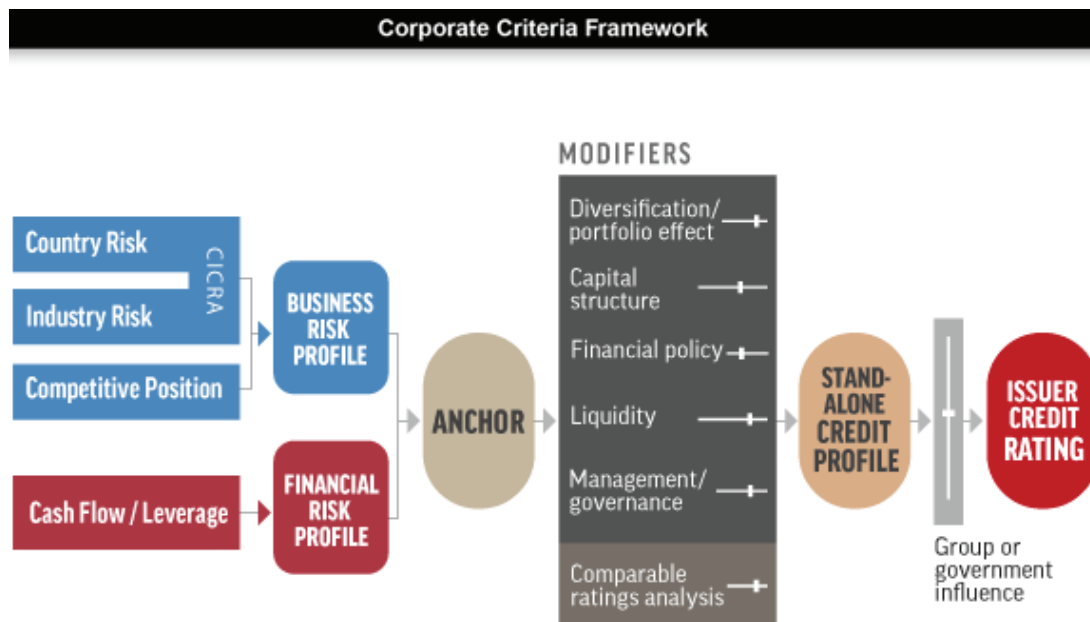 Corporate Criteria Framework
MODIFIERS
Country Risk
Industry Risk
CICRA
Competitive Position
Cash Flow / Leverage
BUSINESS
RISK
PROFILE
FINANCIAL
RISK
PROFILE
ANCHOR
Diversification/
portfolio effect
Capital
structure
Financial policy
Liquidity
Management/
governance
Comparable
ratings analysis
STAND-
ALONE
CREDIT
PROFILE
Group or
government
influence
ISSUER
CREDIT
RATING